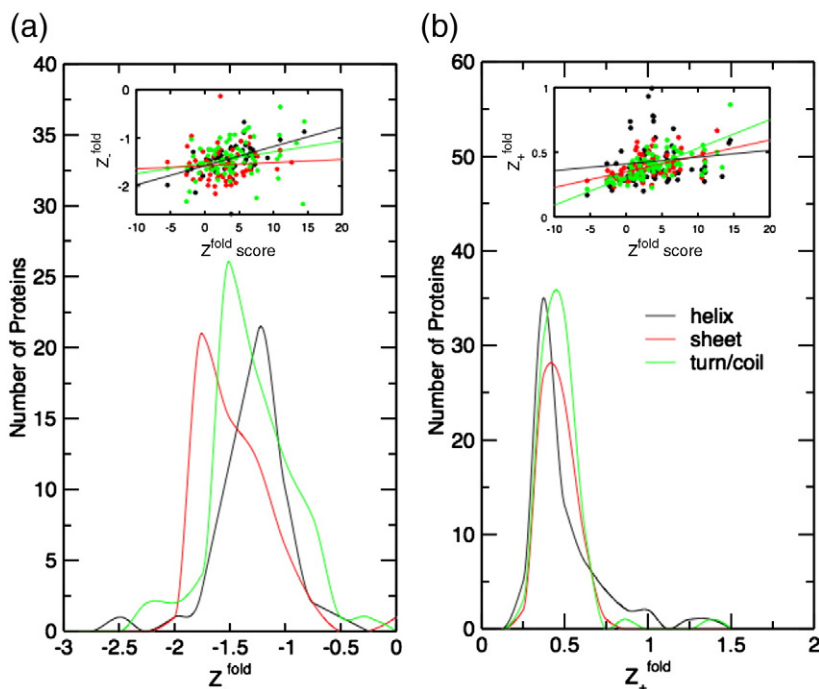 (a)
40
35
30
25
20
15
10
5
0
Number of Proteins
-3 -2.5 -2 -1.5 -1 -0.5 0
Z fold
0
-1
-2
Z- fold
-10 -5 0 5 10 15 20
Z fold score
(b)
60
50
40
30
20
10
0
Number of Proteins
0 0.5 1 1.5 2
Z+ fold
1
0.5
0
Z+ fold
-10 -5 0 5 10 15 20
Z fold score
helix
sheet
turn/coil